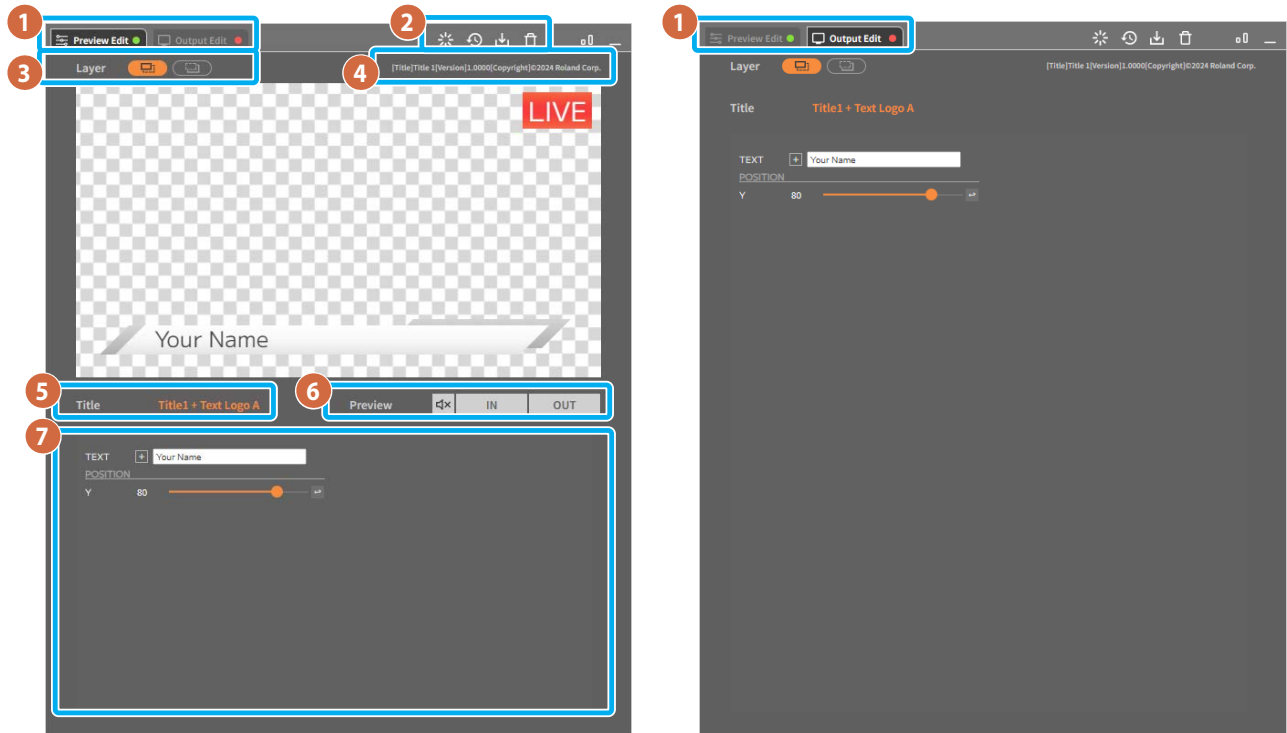 1
Preview Edit
Output Edit
2
3
Layer
4
[Title]Title 1[Version]1.0000[Copyright]©2024 Roland Corp.
LIVE
Your Name
5
Title
Title1 + Text Logo A
6
Preview
IN
OUT
7
TEXT
+
Your Name
POSITION
Y
80
1
Preview Edit
Output Edit
Layer
[Title]Title 1[Version]1.0000[Copyright]©2024 Roland Corp.
Title
Title1 + Text Logo A
TEXT
+
Your Name
POSITION
Y
80